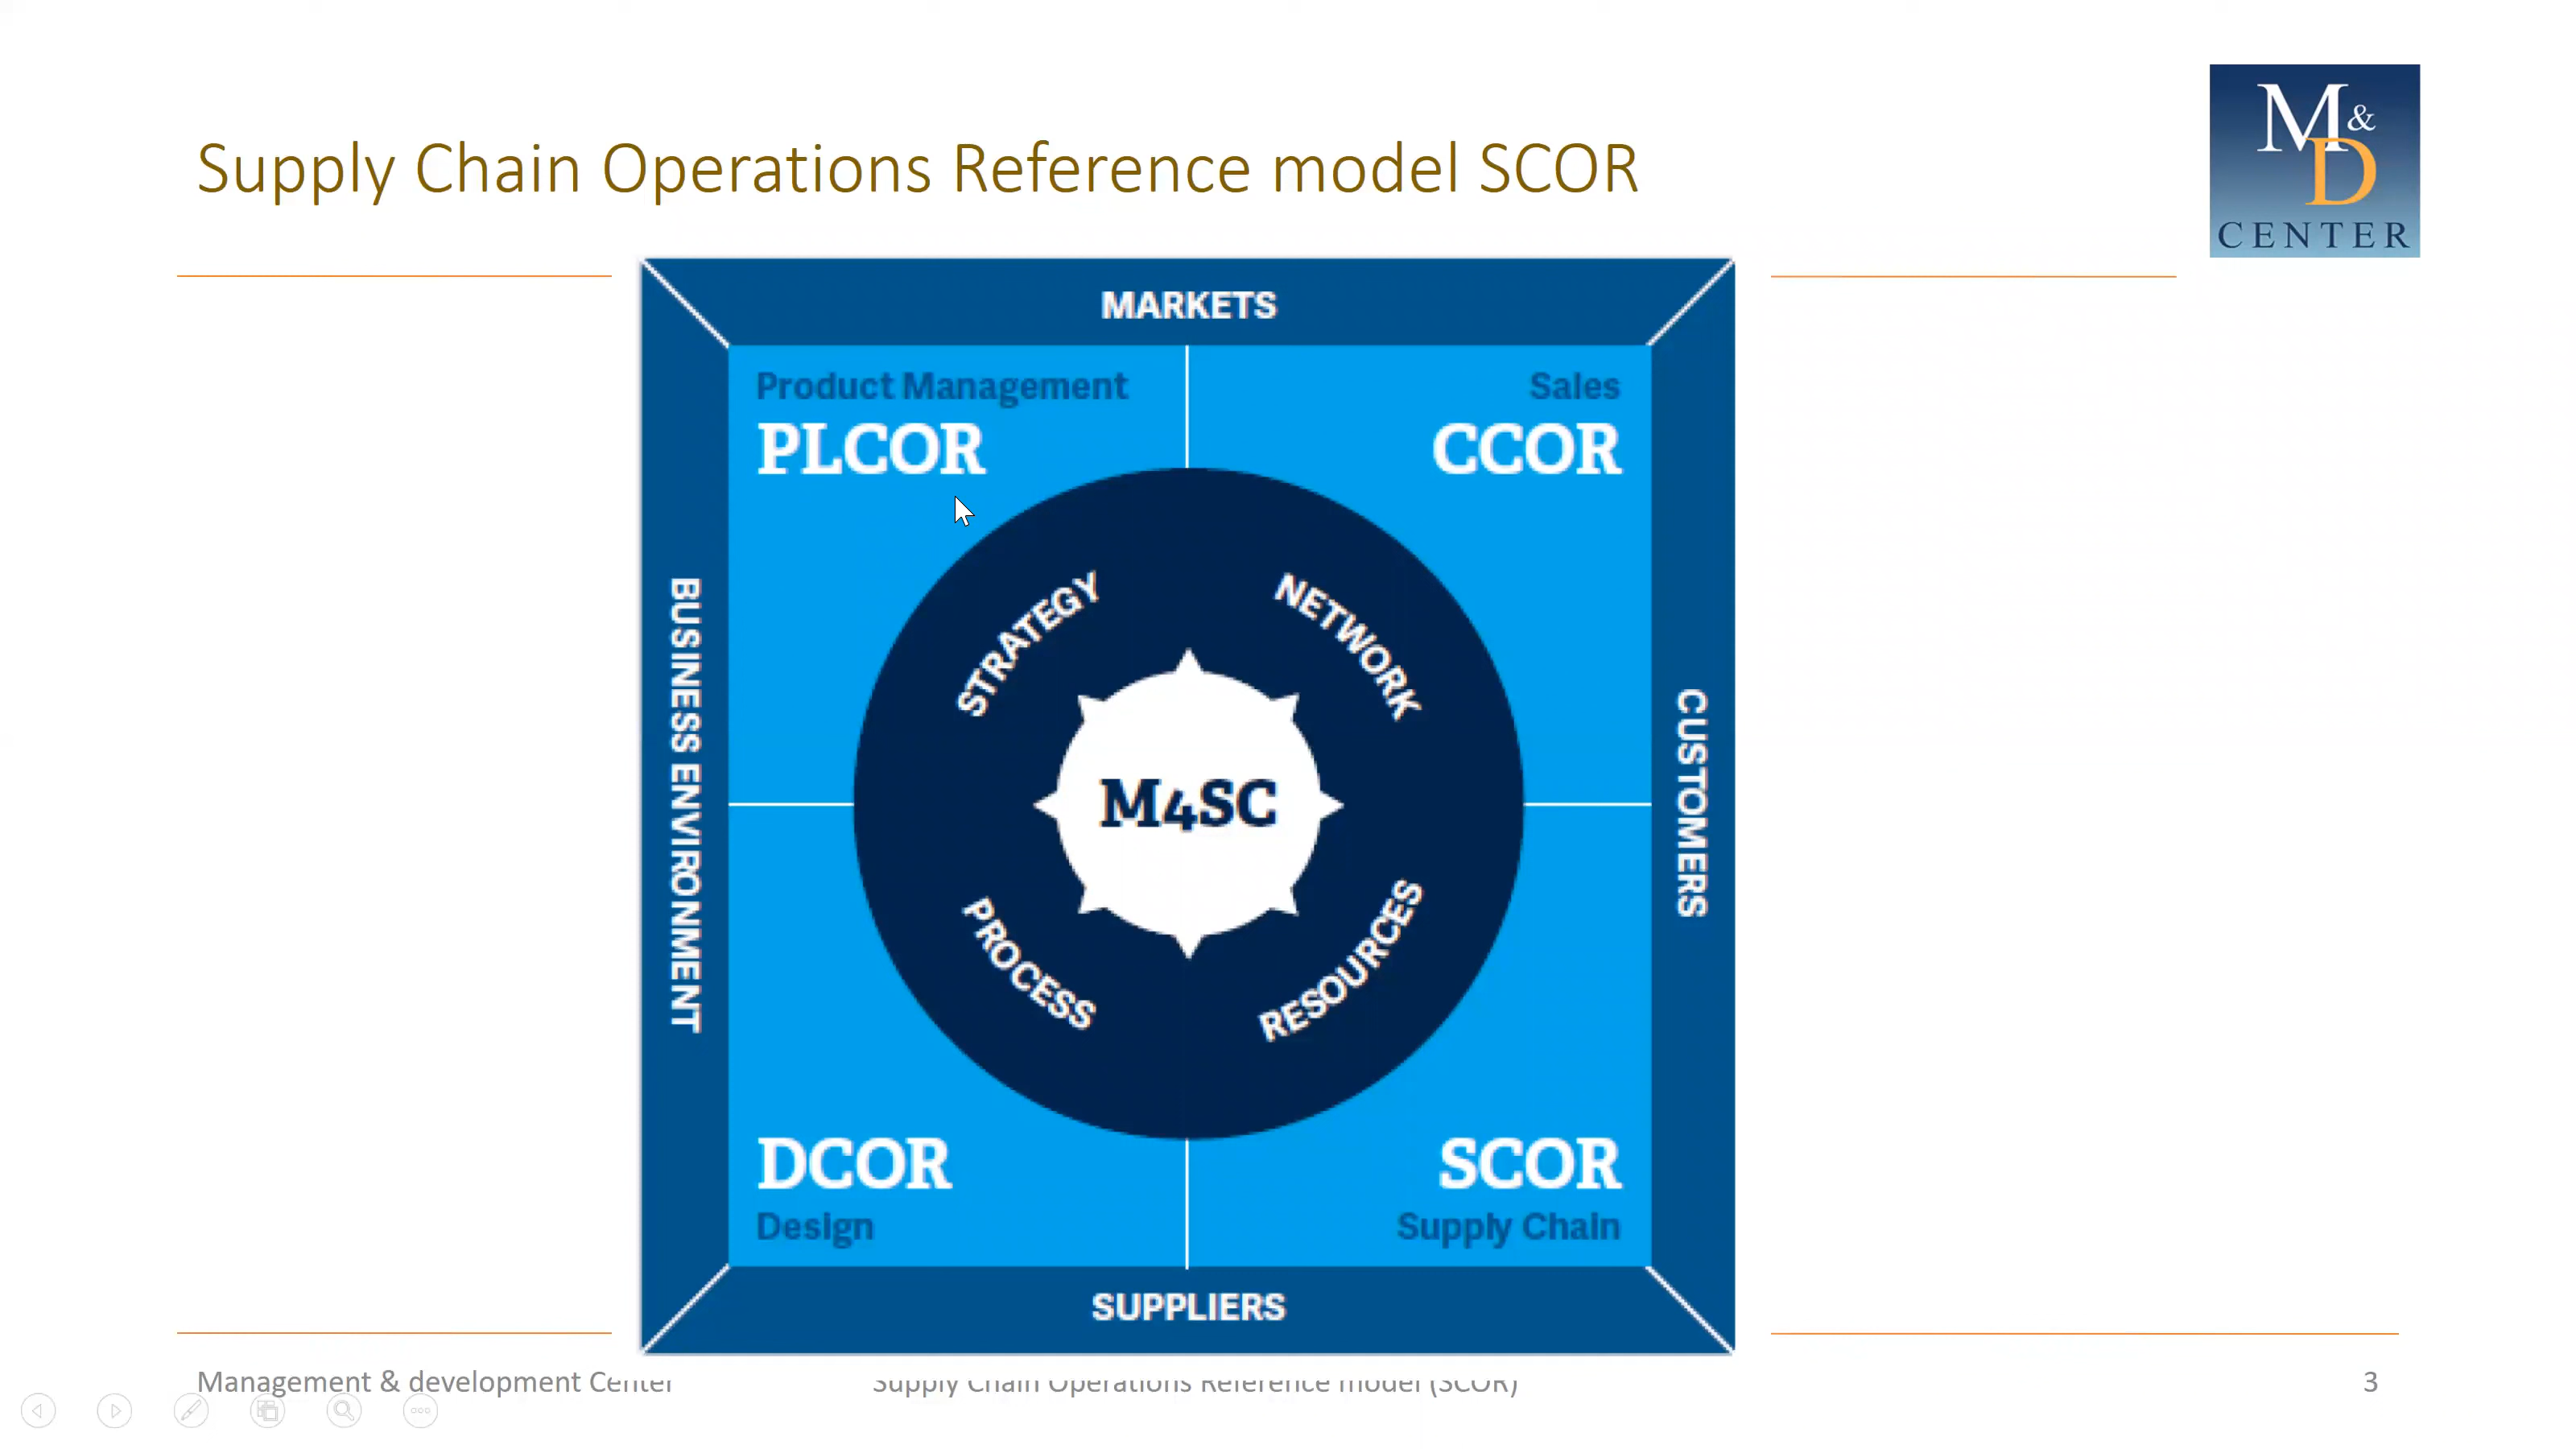 Supply Chain Operations Reference model SCOR
M&D
CENTER
MARKETS
Product Management
PLCOR
Sales
CCOR
BUSINESS ENVIRONMENT
STRATEGY
NETWORK
M4SC
PROCESS
RESOURCES
CUSTOMERS
DCOR
Design
SCOR
Supply Chain
SUPPLIERS
Management & development Center
Supply Chain Operations Reference model (SCOR)
3